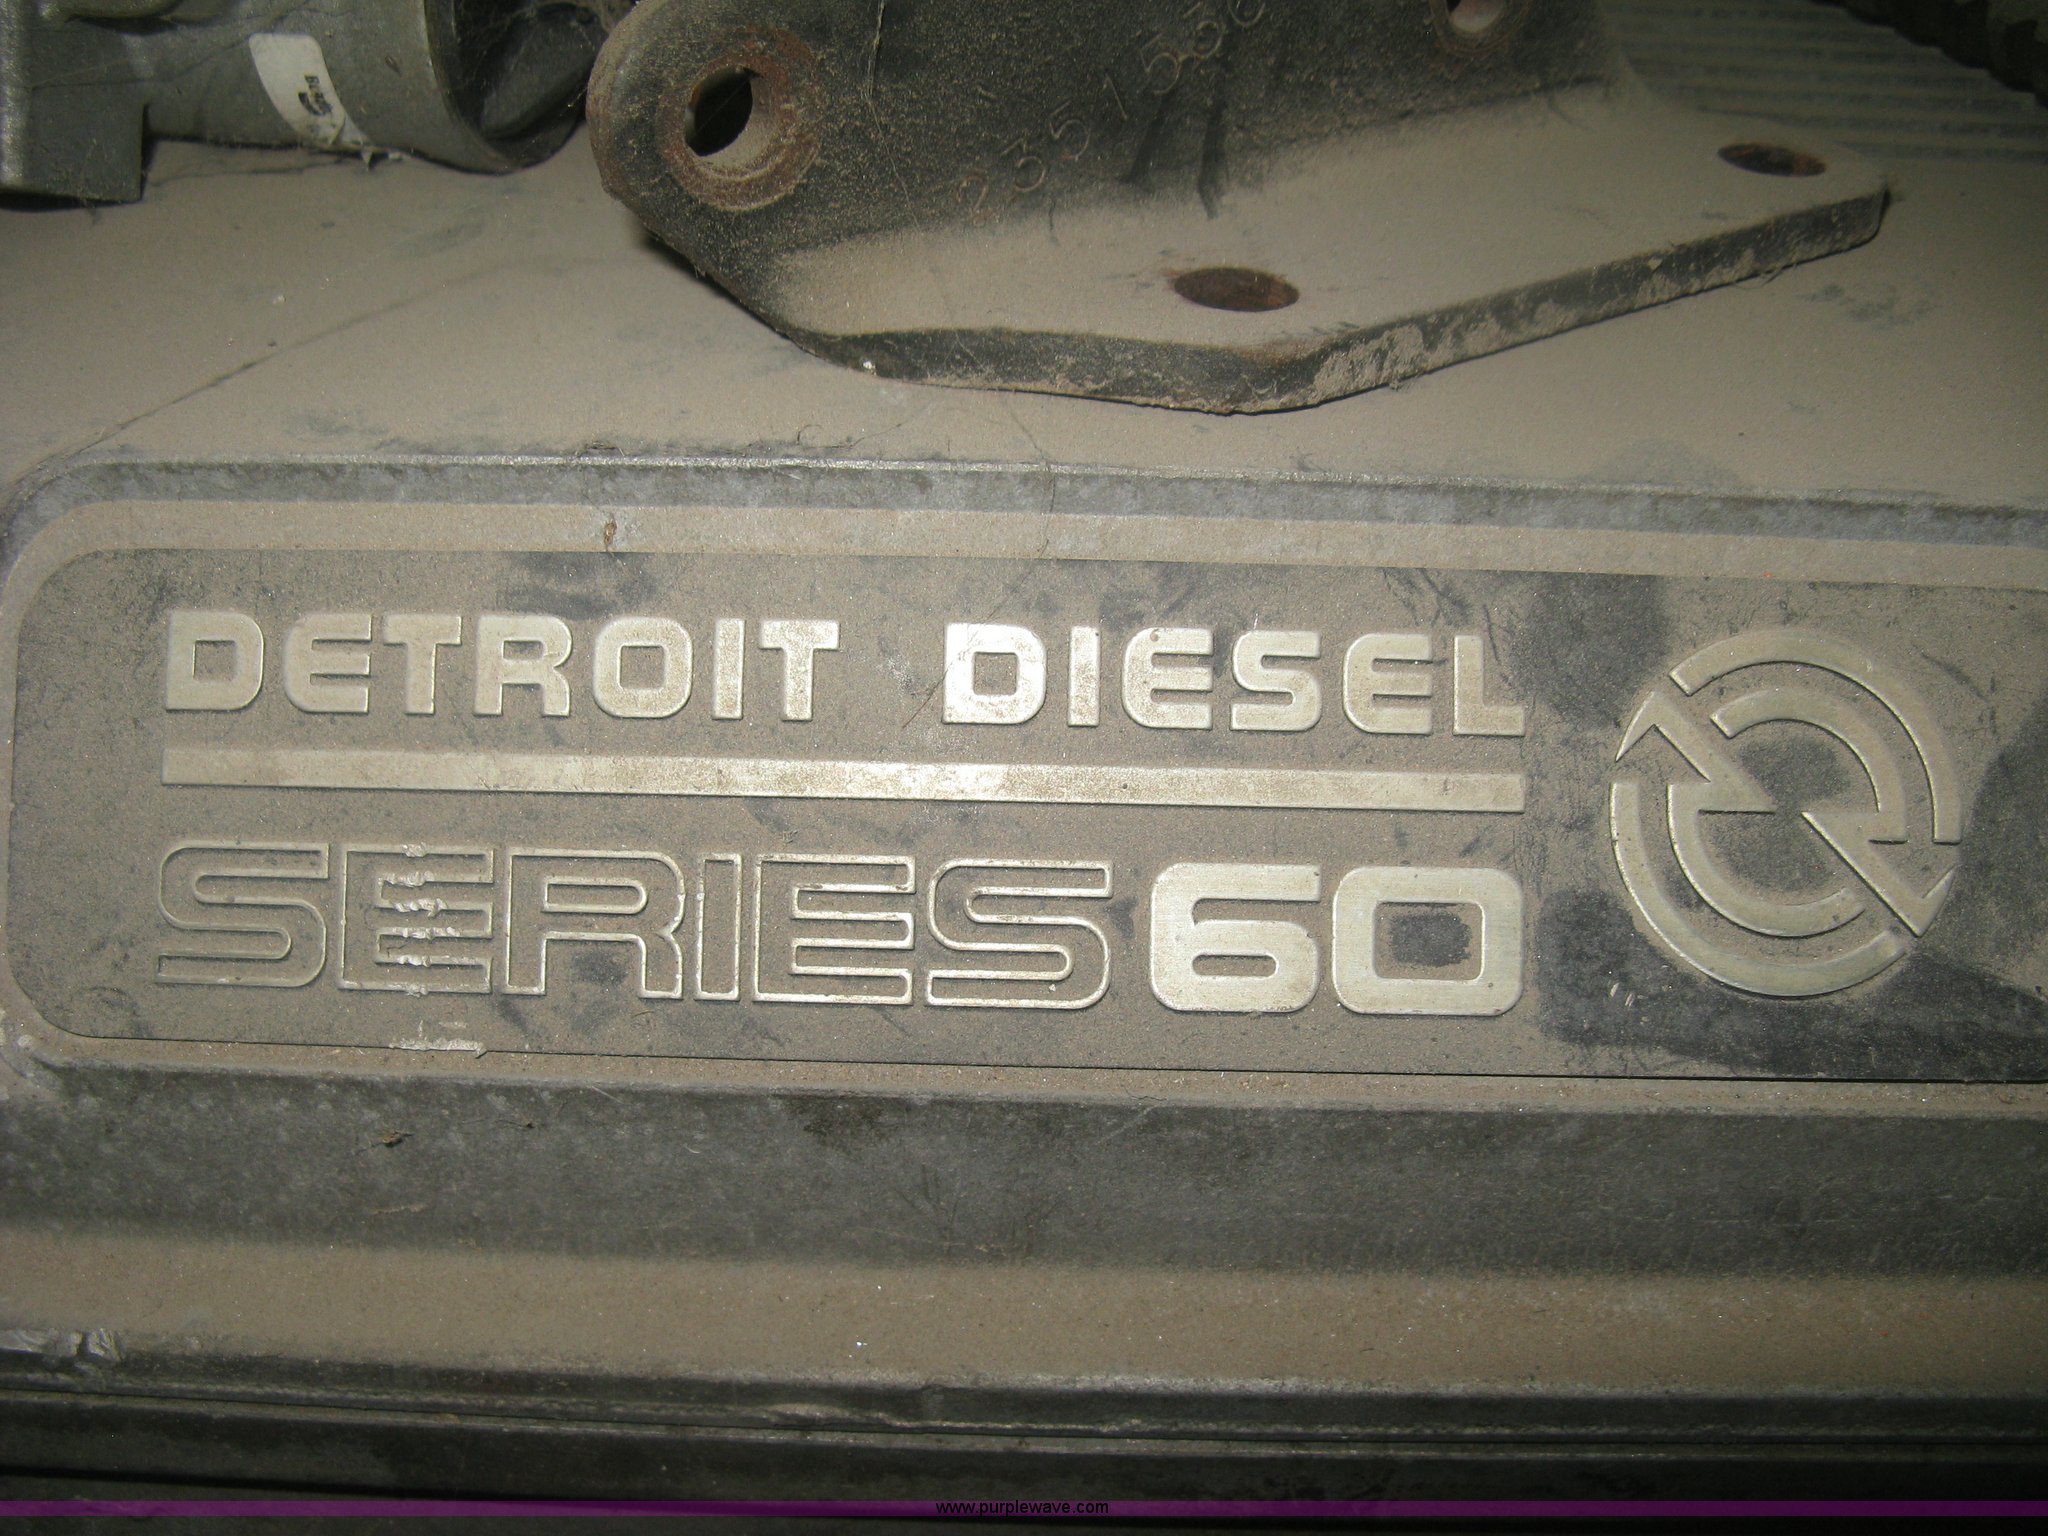 DETROIT DIESEL
SERIES 60
www.purplewave.com